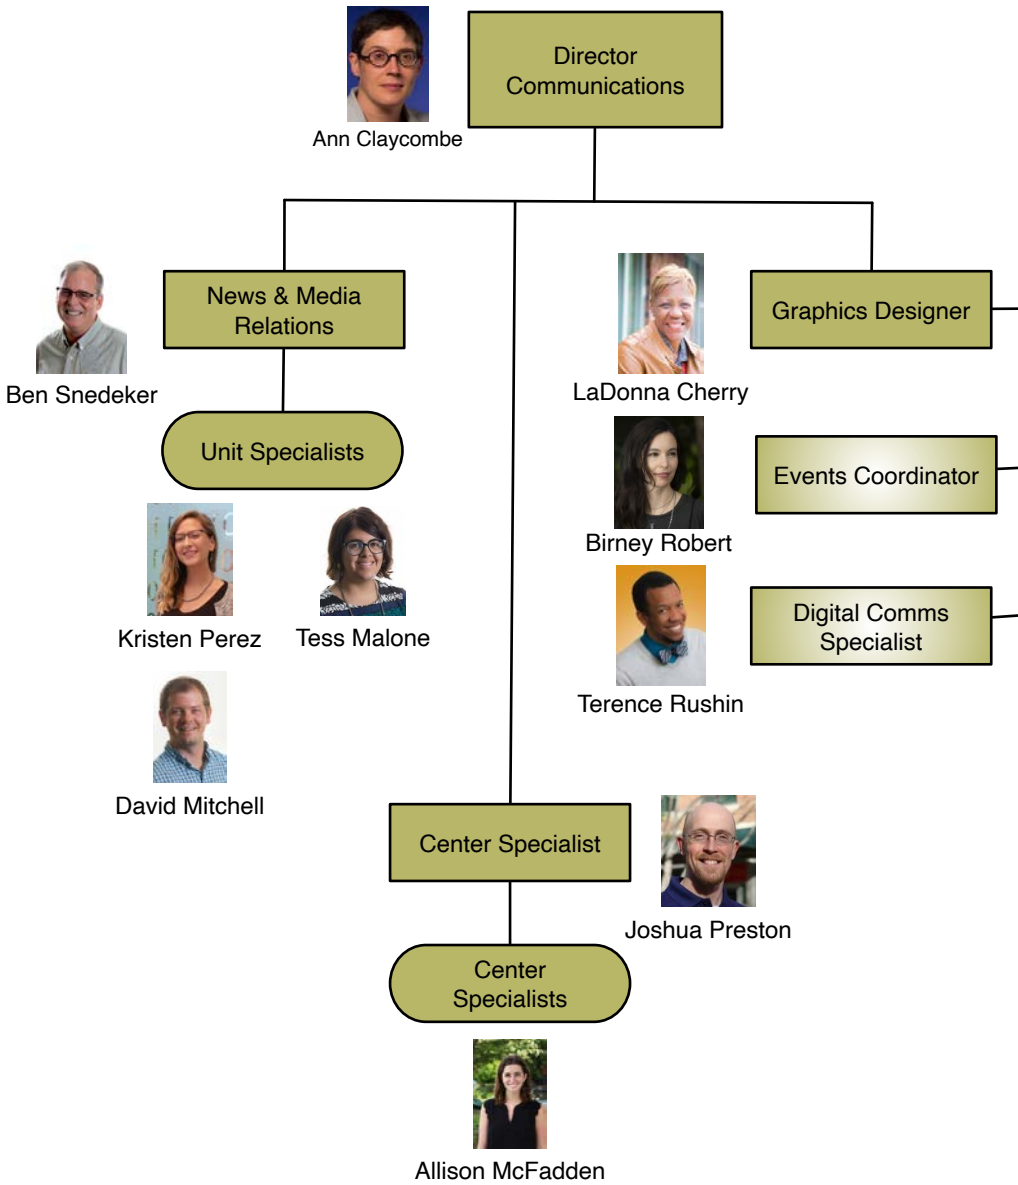 Director
Communications
Ann Claycombe
News & Media
Relations
Ben Snedeker
Graphics Designer
LaDonna Cherry
Unit Specialists
Events Coordinator
Birney Robert
Kristen Perez
Tess Malone
Digital Comms
Specialist
Terence Rushin
David Mitchell
Center Specialist
Joshua Preston
Center
Specialists
Allison McFadden